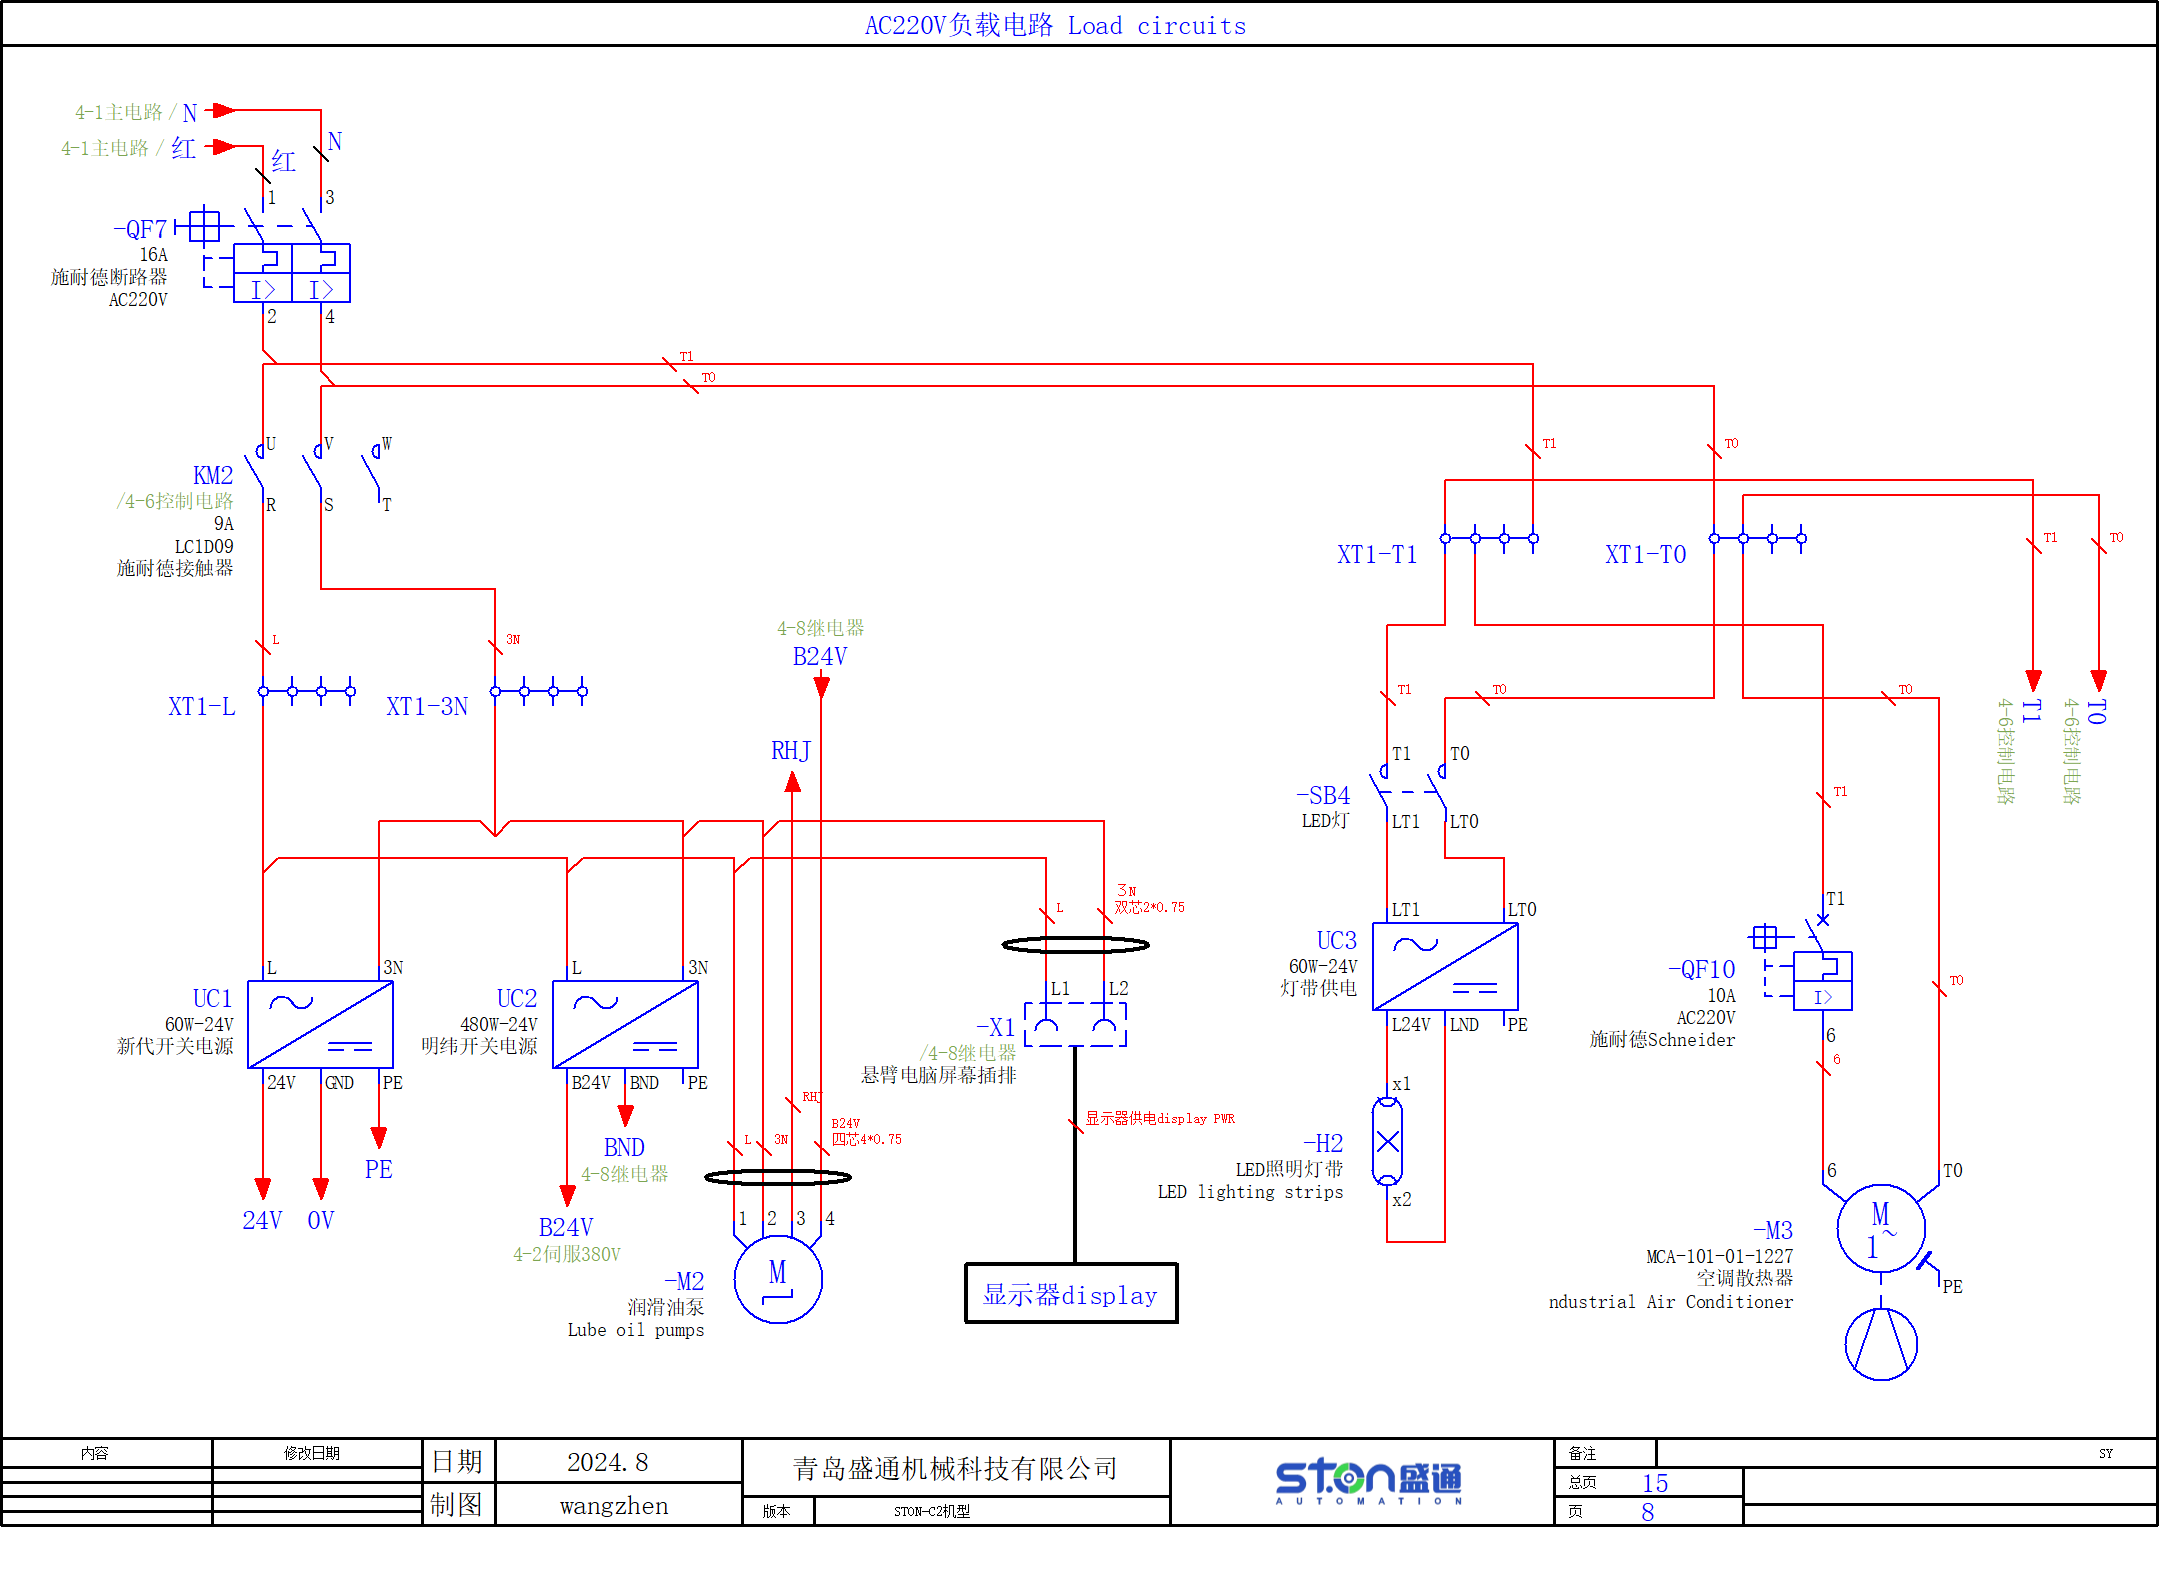 AC220V负载电路 Load circuits
4-1主电路 / N
4-1主电路 / 红
N
红
1
3
-QF7
16A
施耐德断路器
AC220V
I>
I>
2
4
T1
T0
U
V
W
KM2
/4-6控制电路
9A
LC1D09
施耐德接触器
R
S
T
T1
T0
XT1-T1
XT1-T0
T1
T0
L
3N
XT1-L
XT1-3N
4-8继电器
B24V
RHJ
T1
T0
T0
T1
4-6控制电路
T0
4-6控制电路
T1
T0
-SB4
LED灯
LT1
LT0
T1
L
3N
双芯2*0.75
LT1
LT0
UC3
60W-24V
灯带供电
L24V
LND
PE
T1
-QF10
10A
AC220V
施耐德Schneider
I>
6
6
T0
L
3N
UC1
60W-24V
新代开关电源
24V
GND
PE
L
3N
UC2
480W-24V
明纬开关电源
B24V
BND
PE
L1
L2
-X1
/4-8继电器
悬臂电脑屏幕插排
显示器供电display PWR
RHJ
B24V
四芯4*0.75
L
3N
PE
BND
4-8继电器
24V
0V
B24V
4-2伺服380V
1
2
3
4
M
-M2
润滑油泵
Lube oil pumps
显示器display
x1
-H2
LED照明灯带
LED lighting strips
x2
6
T0
M
1~
-M3
MCA-101-01-1227
空调散热器
ndustrial Air Conditioner
PE
内容
修改日期
日期
2024.8
制图
wangzhen
青岛盛通机械科技有限公司
版本
STON-C2机型
STON盛通
AUTOMATION
备注
SY
总页
15
页
8